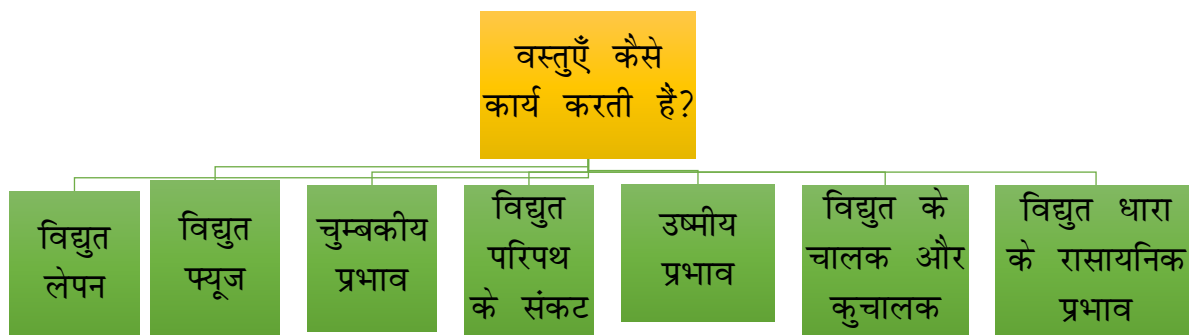 वस्तुएँ कैसे
कार्य करती हैं?
विद्युत
लेपन
विद्युत
फ्यूज
चुम्बकीय
प्रभाव
विद्युत
परिपथ
के संकट
उष्मीय
प्रभाव
विद्युत के
चालक और
कुचालक
विद्युत धारा
के रासायनिक
प्रभाव